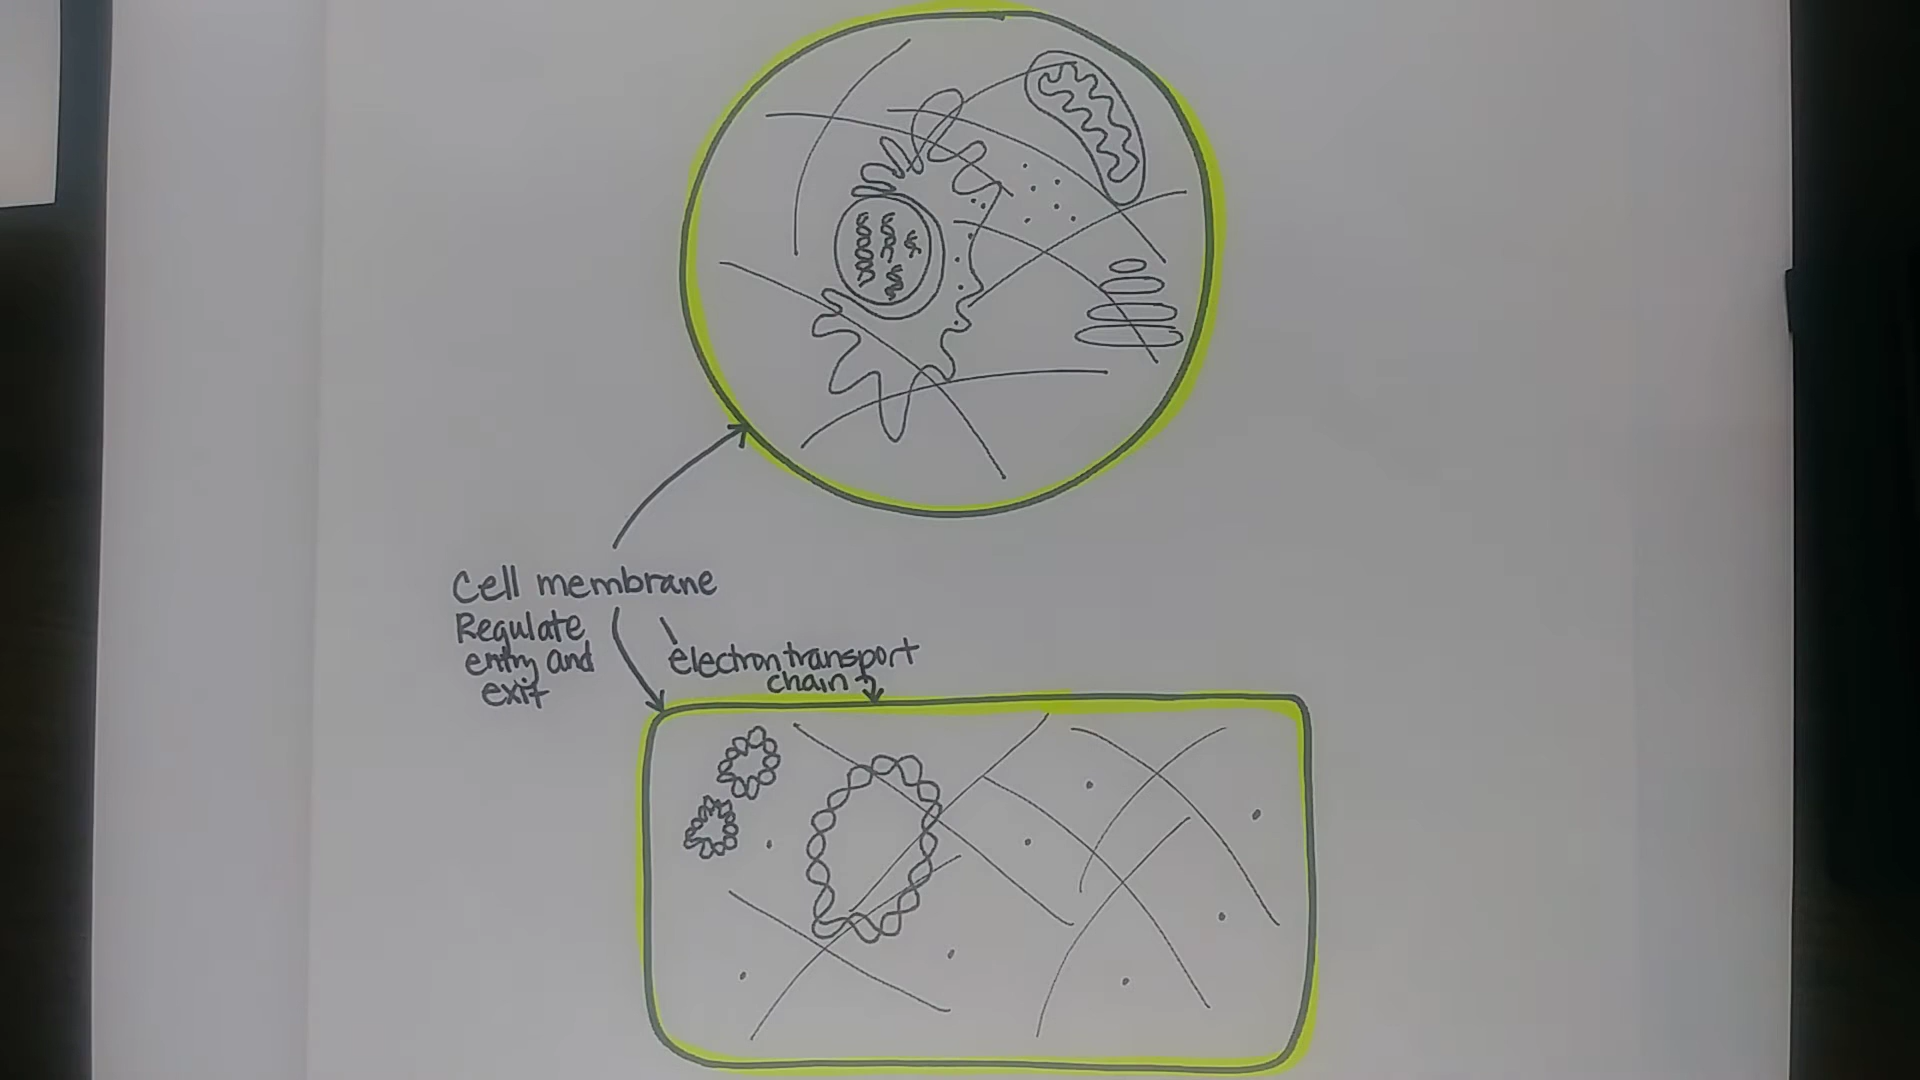 Cell membrane
Regulate
entry and
exit
electron transport
chain